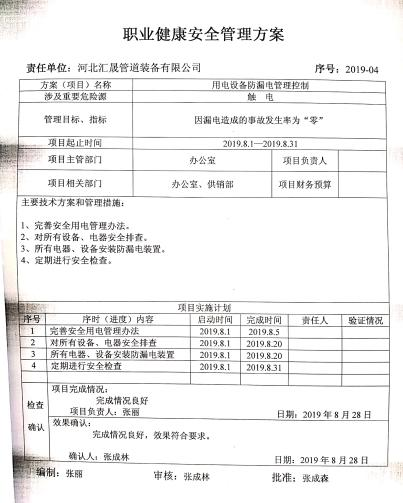 职业健康安全管理方案
责任单位：河北汇晟管道装备有限公司 序号：2019-04
方案（项目）名称 用电设备防漏电管理控制
涉及重要危险源 触 电
管理目标、指标 因漏电造成的事故发生率为“零”
项目起止时间 2019.8.1—2019.8.31
项目主管部门 办公室 项目负责人
项目相关部门 办公室、供销部 项目财务预算
主要技术方案和管理措施：
1、完善安全用电管理办法。
2、对所有设备、电器安全排查。
3、所有电器、设备安装防漏电装置。
4、定期进行安全检查。
项目实施计划
序号 序时（进度）内容 启动时间 完成时间 责任人 验证情况
1 完善安全用电管理办法 2019.8.1 2019.8.5
2 对所有设备、电器安全排查 2019.8.1 2019.8.20
3 所有电器、设备安装防漏电装置 2019.8.1 2019.8.20
4 定期进行安全检查 2019.8.1 2019.8.31
检查
确认
项目完成情况：
完成情况良好
项目负责人：张丽 日期：2019 年 8 月 28 日
效果确认：
完成情况良好，效果符合要求。
确认人：张成林 日期：2019 年 8 月 28 日
编制：张丽 审核：张成林 批准：张成森